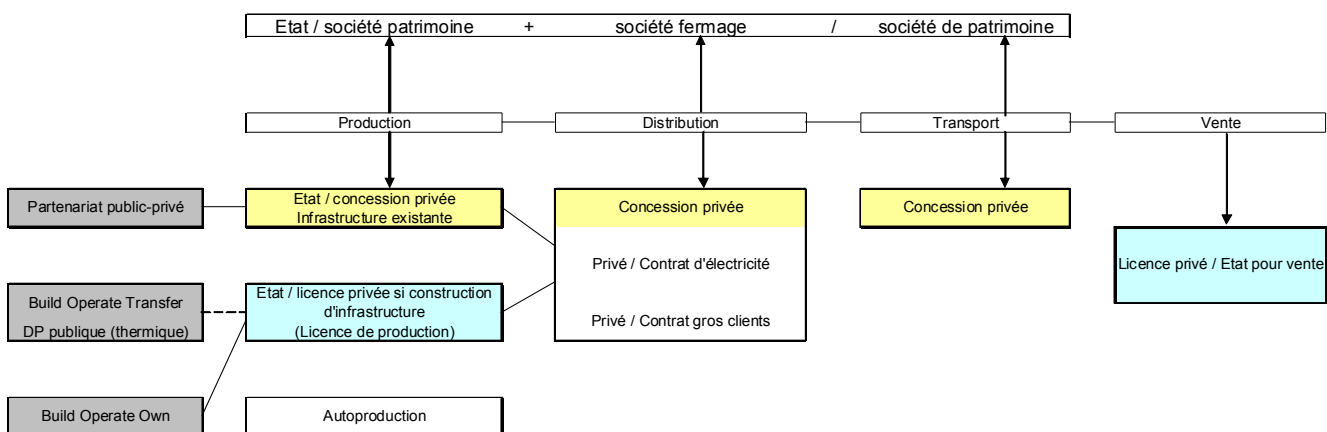 Etat / société patrimoine + société fermage / société de patrimoine
Production Distribution Transport Vente
Partenariat public-privé
Etat / concession privée
Infrastructure existante
Concession privée
Concession privée
Privé / Contrat d'électricité
Licence privé / Etat pour vente
Build Operate Transfer
DP publique (thermique)
Etat / licence privée si construction
d'infrastructure
(Licence de production)
Privé / Contrat gros clients
Build Operate Own
Autoproduction